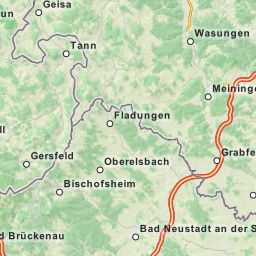 Geisa
Wasungen
Tann
Meininge
Fladungen
Gersfeld
Oberelsbach
Grabfe
Bischofsheim
d Brückenau
Bad Neustadt an der S